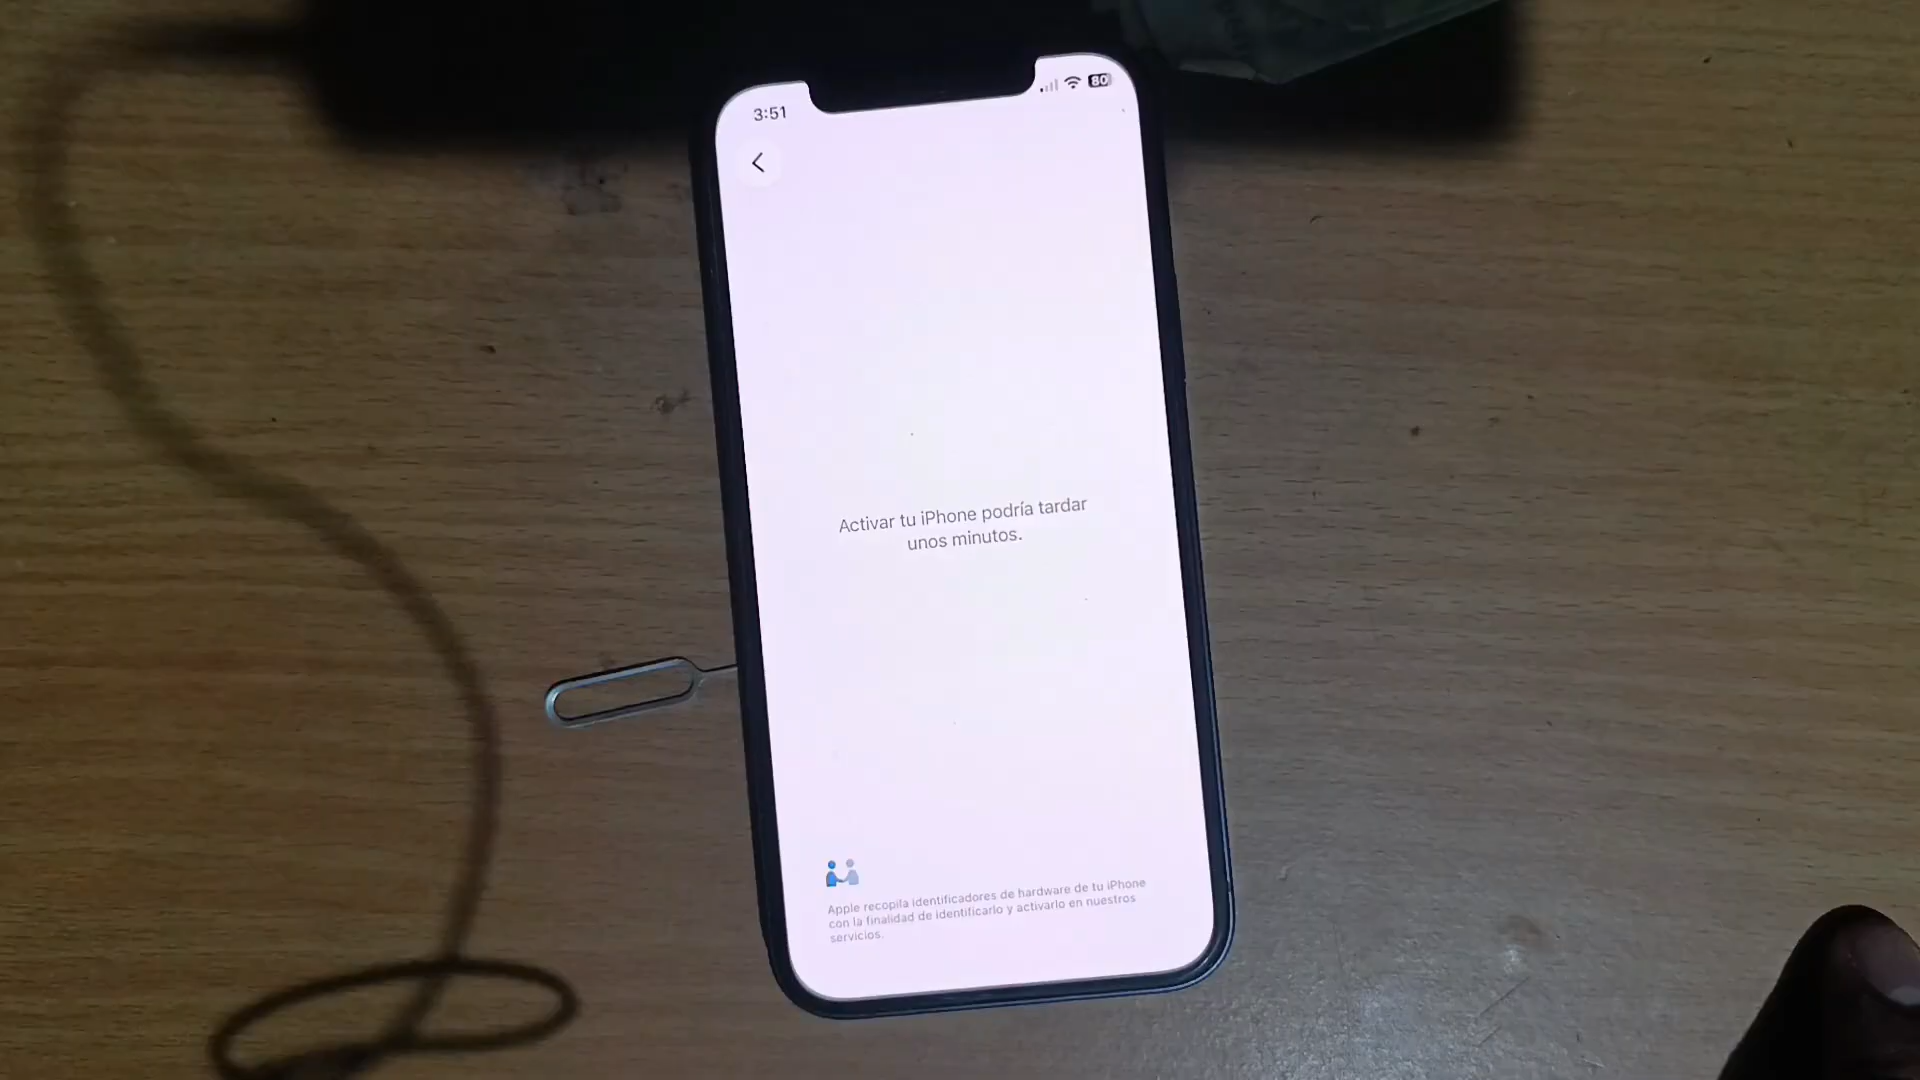 3:51
80
Activar tu iPhone podría tardar
unos minutos.
Apple recopila identificadores de hardware de tu iPhone
con la finalidad de identificarlo y activarlo en nuestros
servicios.